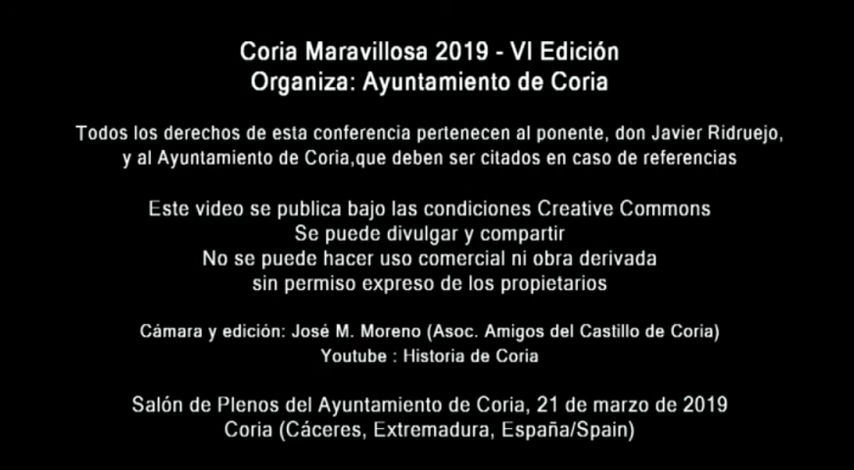 Coria Maravillosa 2019 - VI Edición
Organiza: Ayuntamiento de Coria
Todos los derechos de esta conferencia pertenecen al ponente, don Javier Ridruejo,
y al Ayuntamiento de Coria,que deben ser citados en caso de referencias
Este video se publica bajo las condiciones Creative Commons
Se puede divulgar y compartir
No se puede hacer uso comercial ni obra derivada
sin permiso expreso de los propietarios
Cámara y edición: José M. Moreno (Asoc. Amigos del Castillo de Coria)
Youtube : Historia de Coria
Salón de Plenos del Ayuntamiento de Coria, 21 de marzo de 2019
Coria (Cáceres, Extremadura, España/Spain)